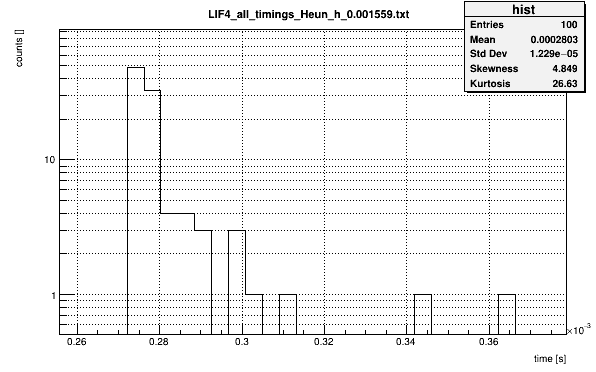 LIF4_all_timings_Heun_h_0.001559.txt
hist
Entries 100
Mean 0.0002803
Std Dev 1.229e−05
Skewness 4.849
Kurtosis 26.63
counts []
10
1
0.26 0.28 0.3 0.32 0.34 0.36
×10⁻³
time [s]